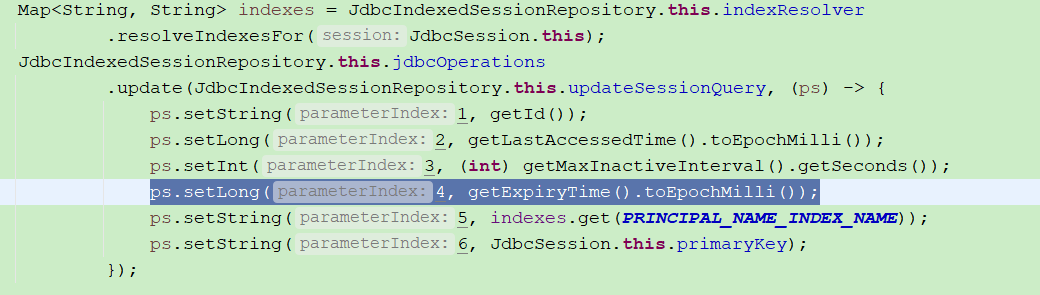 Map<String, String> indexes = JdbcIndexedSessionRepository.this.indexResolver
.resolveIndexesFor( session: JdbcSession.this);
JdbcIndexedSessionRepository.this.jdbcOperations
.update(JdbcIndexedSessionRepository.this.updateSessionQuery, (ps) -> {
ps.setString( parameterIndex: 1, getId());
ps.setLong( parameterIndex: 2, getLastAccessedTime().toEpochMilli());
ps.setInt( parameterIndex: 3, (int) getMaxInactiveInterval().getSeconds());
ps.setLong( parameterIndex: 4, getExpiryTime().toEpochMilli());
ps.setString( parameterIndex: 5, indexes.get(PRINCIPAL_NAME_INDEX_NAME));
ps.setString( parameterIndex: 6, JdbcSession.this.primaryKey);
});